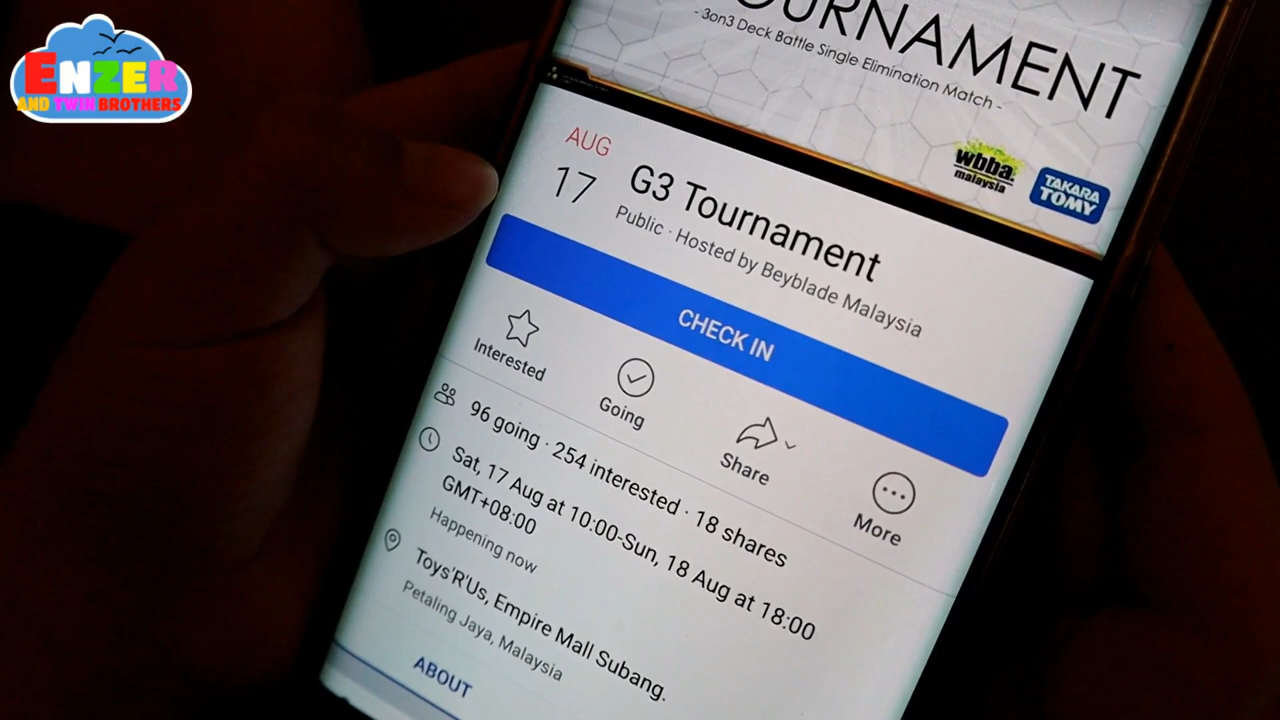 ENZER
AND TWIN BROTHERS
TOURNAMENT
- 3on3 Deck Battle Single Elimination Match -
wbba.
malaysia
TAKARA
TOMY
AUG
17
G3 Tournament
Public · Hosted by Beyblade Malaysia
CHECK IN
Interested
Going
Share
More
96 going · 254 interested · 18 shares
Sat, 17 Aug at 10:00-Sun, 18 Aug at 18:00
GMT+08:00
Happening now
Toys'R'Us, Empire Mall Subang.
Petaling Jaya, Malaysia
ABOUT